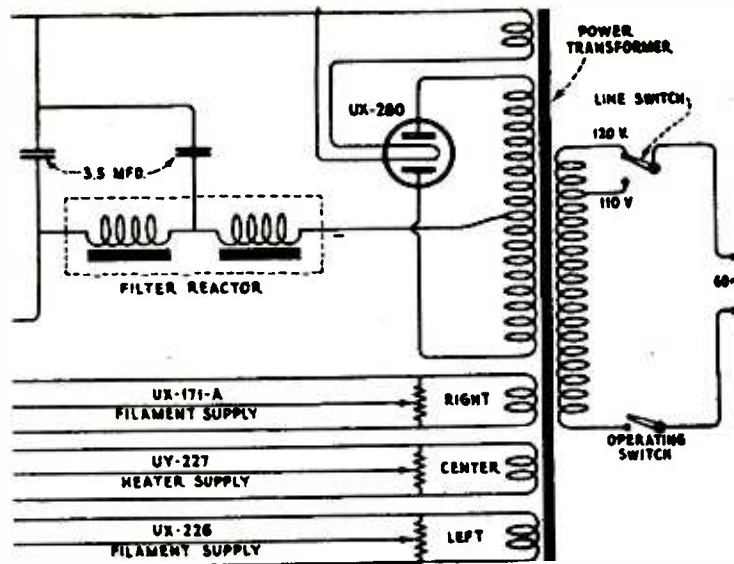 POWER
TRANSFORMER
UX-280
LINE SWITCH
120 V.
110 V
3.5 MFD.
FILTER REACTOR
60~
UX-171-A
FILAMENT SUPPLY
RIGHT
OPERATING
SWITCH
UY-227
HEATER SUPPLY
CENTER
UX-226
FILAMENT SUPPLY
LEFT